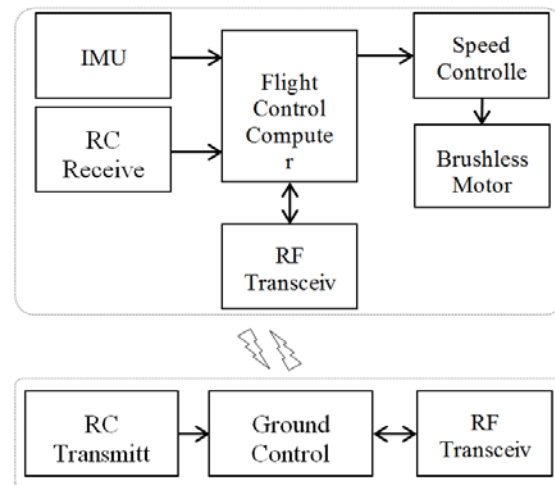 IMU
RC
Receive
Flight
Control
Compute
r
Speed
Controlle
Brushless
Motor
RF
Transceiv
RC
Transmitt
Ground
Control
RF
Transceiv